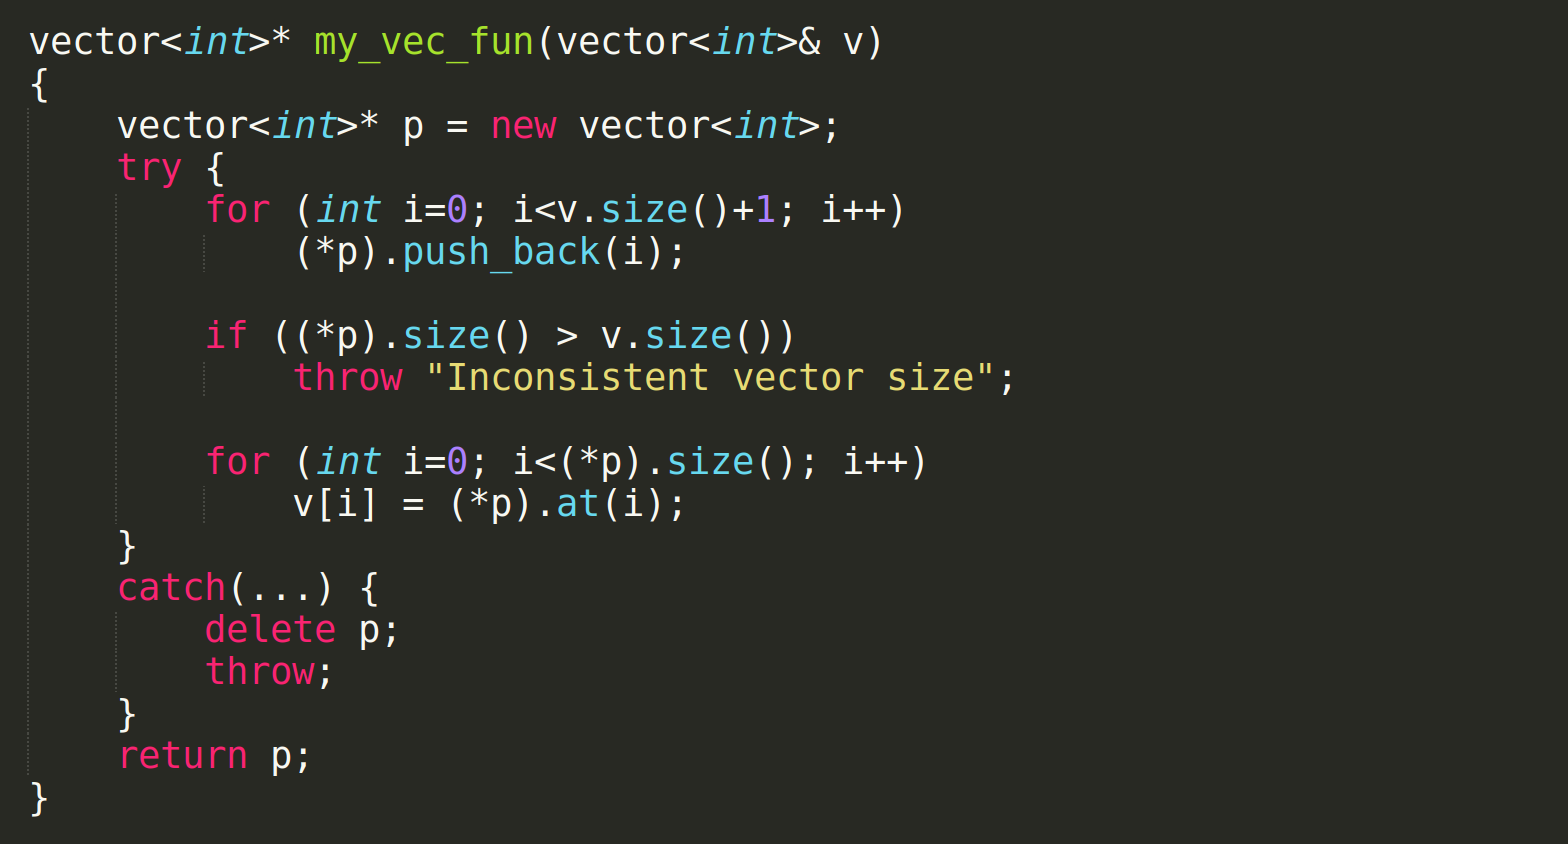 vector<int>* my_vec_fun(vector<int>& v)
{
    vector<int>* p = new vector<int>;
    try {
        for (int i=0; i<v.size()+1; i++)
            (*p).push_back(i);

        if ((*p).size() > v.size())
            throw "Inconsistent vector size";

        for (int i=0; i<(*p).size(); i++)
            v[i] = (*p).at(i);
    }
    catch(...) {
        delete p;
        throw;
    }
    return p;
}